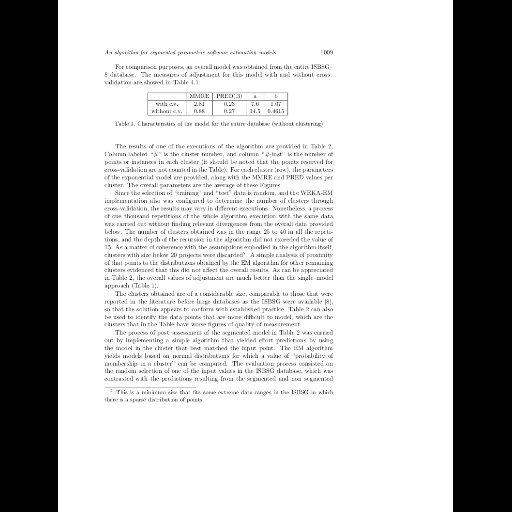 An algorithm for segmented parametric software estimation models 1009
For comparison purposes, an overall model was obtained from the entire ISBSG-
8 database. The measures of adjustment for this model with and without cross-
validation are showed in Table 4.1.
MMRE PRED(.3) a b
with c.v. 2.81 0.23 7.6
without c.v. 0.88 0.27 14.5 0.4615
Table 1. Characteristics of the model for the entire database (without clustering)
The results of one of the executions of the algorithm are provided in Table 2.
Column labeled "#" is the cluster number, and column "#-inst" is the number of
points or instances in each cluster (it should be noted that the points reserved for
cross-validation are not counted in the Table). For each cluster (row), the parameters
of the exponential model are provided, along with the MMRE and PRED values per
cluster. The overall parameters are the average of these Figures.
Since the selection of "training" and "test" data is random, and the WEKA-EM
implementation also was configured to determine the number of clusters through
cross-validation, the results may vary in different executions. Nonetheless, a process
of one thousand repetitions of the whole algorithm execution with the same data
was carried out without finding relevant divergences from the overall data provided
below. The number of clusters obtained was in the range 25 to 40 in all the repeti-
tions, and the depth of the recursion in the algorithm did not exceeded the value of
15. As a matter of coherence with the assumptions embodied in the algorithm itself,
clusters with size below 20 projects were discarded. A simple analysis of proximity
of that points to the distributions obtained by the EM algorithm for other remaining
clusters evidenced that this did not affect the overall results. As can be appreciated
in Table 2, the overall values of adjustment are much better than the single model
approach (Table 1).
The clusters obtained are of a considerable size, comparable to those that were
reported in the literature before large databases as the ISBSG were available [8],
so that the solution appears to conform with established practice. Table 2 can also
be used to identify the data points that are more difficult to model, which are the
clusters that in the Table have worse figures of quality of measurement.
The process of post-assessment of the segmented model in Table 2 was carried
out by implementing a simple algorithm that yielded effort predictions by using
the model in the cluster that best matched the input point. The EM algorithm
yields models based on normal distributions for which a value of "probability of
membership in a cluster" can be computed. The evaluation process consisted on
the random selection of one of the input values in the ISBSG database, which was
contrasted with the predictions resulting from the segmented and non-segmented
This is a minimum size that fits some extreme data ranges in the ISBSG in which
there is a sparse distribution of points